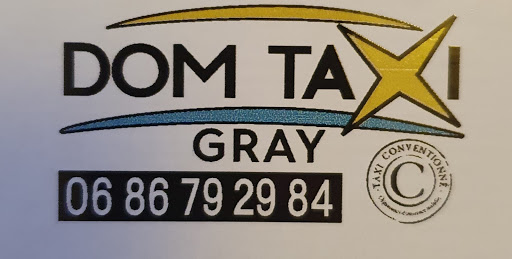 DOM TAXI
GRAY
06 86 79 29 84
TAXI CONVENTIONNÉ
C